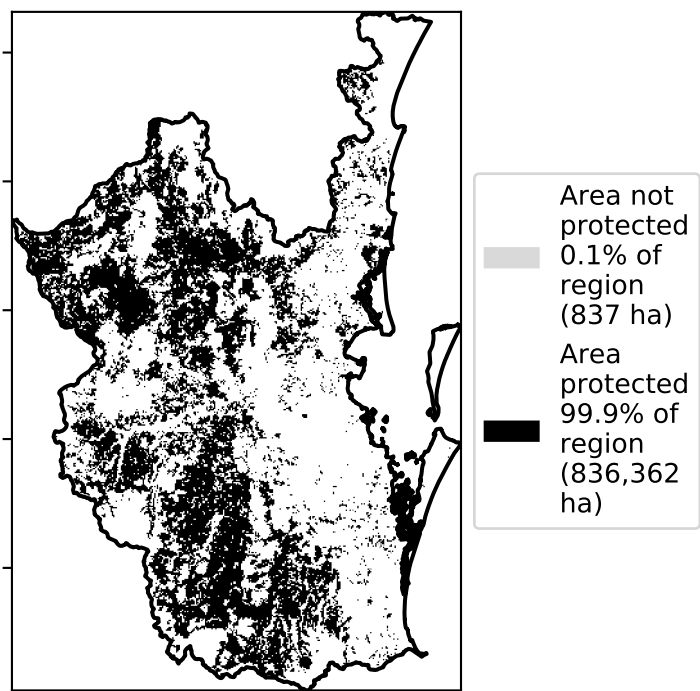 Area not
protected
0.1% of
region
(837 ha)
Area
protected
99.9% of
region
(836,362
ha)